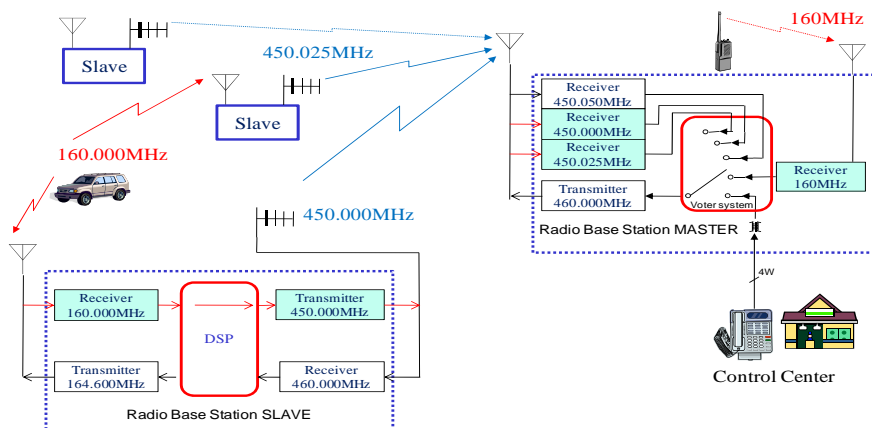 160MHz
Slave
450.025MHz
Slave
Receiver
450.050MHz
Receiver
450.000MHz
Receiver
450.025MHz
Transmitter
460.000MHz
Voter system
Receiver
160MHz
Radio Base Station MASTER
160.000MHz
450.000MHz
4W
Control Center
Receiver
160.000MHz
Transmitter
450.000MHz
DSP
Transmitter
164.600MHz
Receiver
460.000MHz
Radio Base Station SLAVE